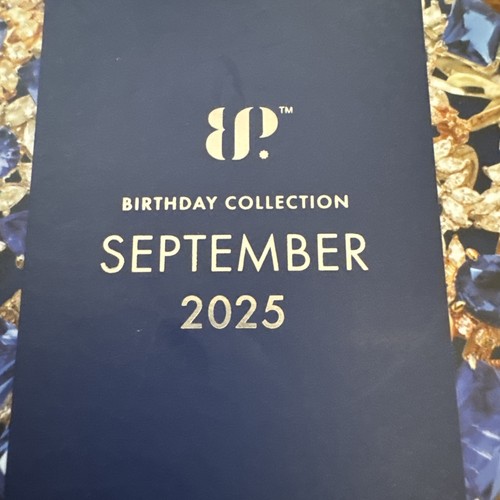 BP.™
BIRTHDAY COLLECTION
SEPTEMBER
2025